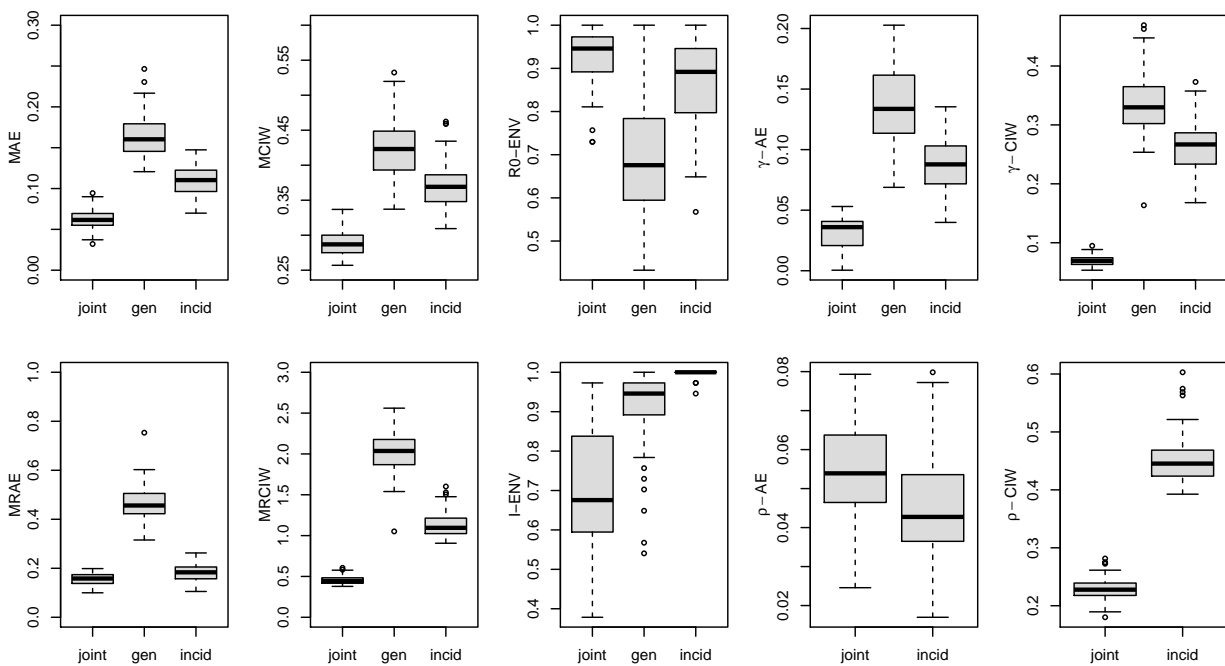 MAE
0.00 0.10 0.20 0.30
joint gen incid
MCIW
0.25 0.35 0.45 0.55
joint gen incid
R0−ENV
0.5 0.6 0.7 0.8 0.9 1.0
joint gen incid
γ−AE
0.00 0.05 0.10 0.15 0.20
joint gen incid
γ−CIW
0.1 0.2 0.3 0.4
joint gen incid
MRAE
0.0 0.2 0.4 0.6 0.8 1.0
joint gen incid
MRCIW
0.0 0.5 1.0 1.5 2.0 2.5 3.0
joint gen incid
I−ENV
0.4 0.5 0.6 0.7 0.8 0.9 1.0
joint gen incid
ρ−AE
0.02 0.04 0.06 0.08
joint incid
ρ−CIW
0.2 0.3 0.4 0.5 0.6
joint incid